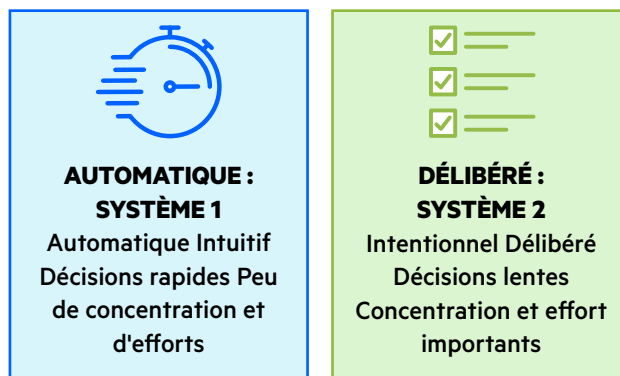 AUTOMATIQUE :
SYSTÈME 1
Automatique Intuitif
Décisions rapides Peu
de concentration et
d'efforts
DÉLIBÉRÉ :
SYSTÈME 2
Intentionnel Délibéré
Décisions lentes
Concentration et effort
importants